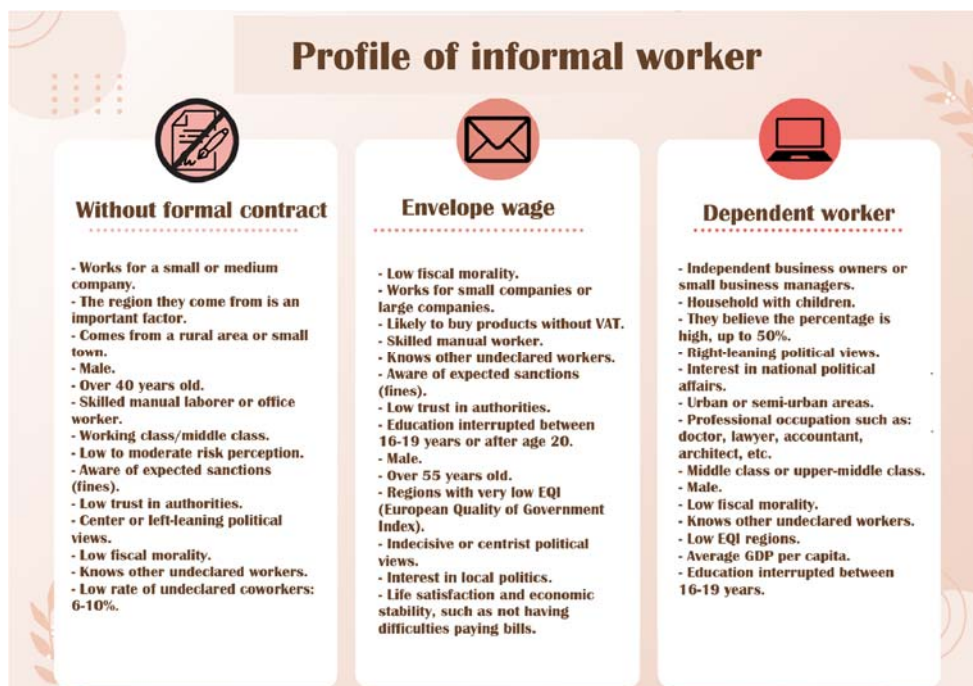 Profile of informal worker
Without formal contract
- Works for a small or medium
company.
- The region they come from is an
important factor.
- Comes from a rural area or small
town.
- Male.
- Over 40 years old.
- Skilled manual laborer or office
worker.
- Working class/middle class.
- Low to moderate risk perception.
- Aware of expected sanctions
(fines).
- Low trust in authorities.
- Center or left-leaning political
views.
- Low fiscal morality.
- Knows other undeclared workers.
- Low rate of undeclared coworkers:
6-10%.
Envelope wage
- Low fiscal morality.
- Works for small companies or
large companies.
- Likely to buy products without VAT.
- Skilled manual worker.
- Knows other undeclared workers.
- Aware of expected sanctions
(fines).
- Low trust in authorities.
- Education interrupted between
16-19 years or after age 20.
- Male.
- Over 55 years old.
- Regions with very low EQI
(European Quality of Government
Index).
- Indecisive or centrist political
views.
- Interest in local politics.
- Life satisfaction and economic
stability, such as not having
difficulties paying bills.
Dependent worker
- Independent business owners or
small business managers.
- Household with children.
- They believe the percentage is
high, up to 50%.
- Right-leaning political views.
- Interest in national political
affairs.
- Urban or semi-urban areas.
- Professional occupation such as:
doctor, lawyer, accountant,
architect, etc.
- Middle class or upper-middle class.
- Male.
- Low fiscal morality.
- Knows other undeclared workers.
- Low EQI regions.
- Average GDP per capita.
- Education interrupted between
16-19 years.